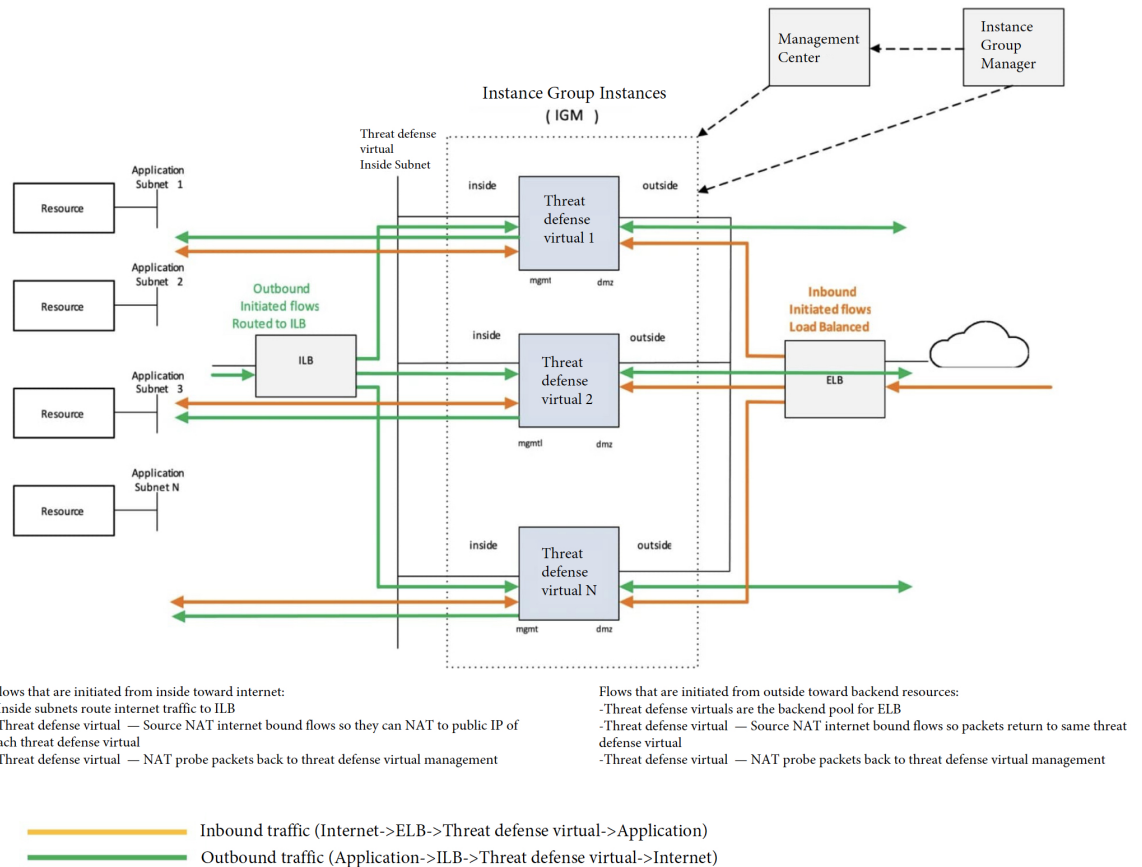 Management
Center
Instance
Group
Manager
Instance Group Instances
( IGM )
Threat defense
virtual
Inside Subnet
Application
Subnet 1
Resource
inside
Threat
defense
virtual 1
outside
mgmt
dmz
Application
Subnet 2
Resource
Outbound
Initiated flows
Routed to ILB
ILB
inside
Threat
defense
virtual 2
outside
mgmtl
dmz
Inbound
Initiated flows
Load Balanced
ELB
Application
Subnet 3
Resource
Application
Subnet N
Resource
inside
Threat
defense
virtual N
outside
mgmt
dmz
lows that are initiated from inside toward internet:
Inside subnets route internet traffic to ILB
Threat defense virtual — Source NAT internet bound flows so they can NAT to public IP of
ach threat defense virtual
Threat defense virtual — NAT probe packets back to threat defense virtual management
Flows that are initiated from outside toward backend resources:
-Threat defense virtuals are the backend pool for ELB
-Threat defense virtual — Source NAT internet bound flows so packets return to same threat
defense virtual
-Threat defense virtual — NAT probe packets back to threat defense virtual management
Inbound traffic (Internet->ELB->Threat defense virtual->Application)
Outbound traffic (Application->ILB->Threat defense virtual->Internet)